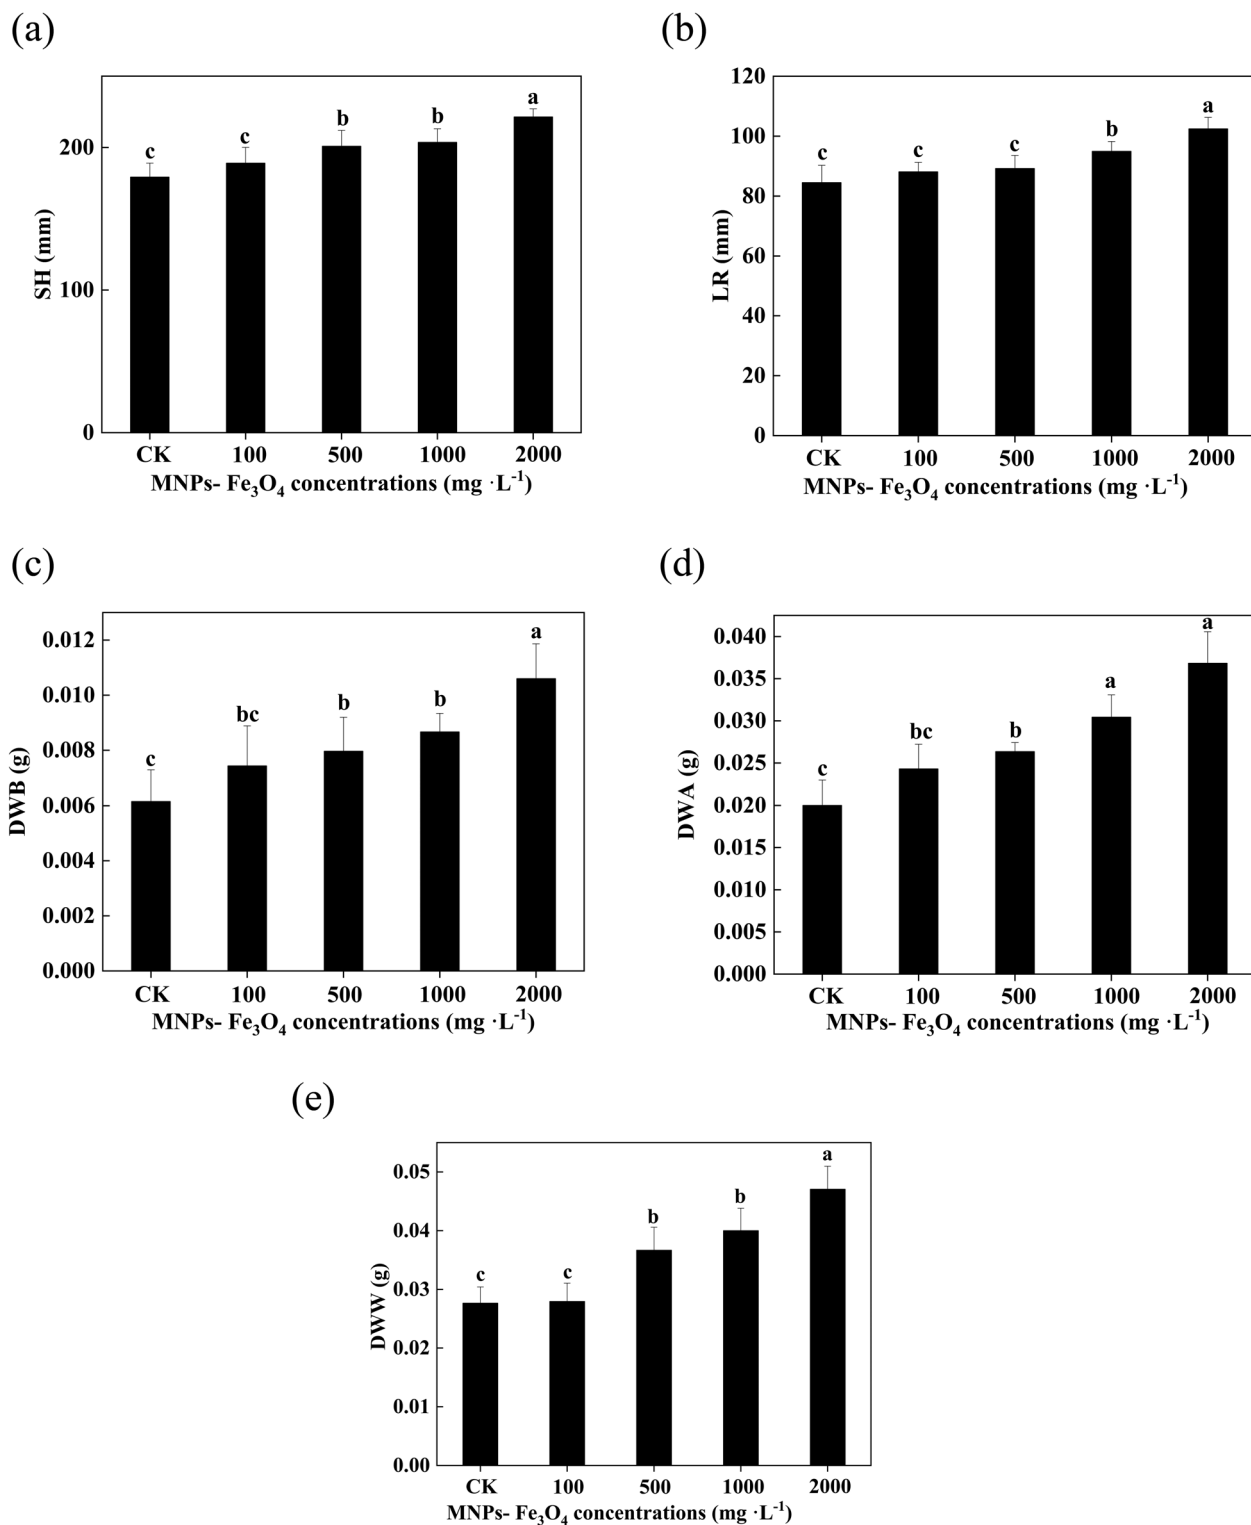 (a)
SH (mm)
200
100
0
c
c
b
b
a
CK 100 500 1000 2000
MNPs- Fe₃O₄ concentrations (mg ·L⁻¹)
(b)
LR (mm)
120
100
80
60
40
20
0
c
c
c
b
a
CK 100 500 1000 2000
MNPs- Fe₃O₄ concentrations (mg ·L⁻¹)
(c)
DWB (g)
0.012
0.010
0.008
0.006
0.004
0.002
0.000
c
bc
b
b
a
CK 100 500 1000 2000
MNPs- Fe₃O₄ concentrations (mg ·L⁻¹)
(d)
DWA (g)
0.040
0.035
0.030
0.025
0.020
0.015
0.010
0.005
0.000
c
bc
b
a
a
CK 100 500 1000 2000
MNPs- Fe₃O₄ concentrations (mg ·L⁻¹)
(e)
DWW (g)
0.05
0.04
0.03
0.02
0.01
0.00
c
c
b
b
a
CK 100 500 1000 2000
MNPs- Fe₃O₄ concentrations (mg ·L⁻¹)